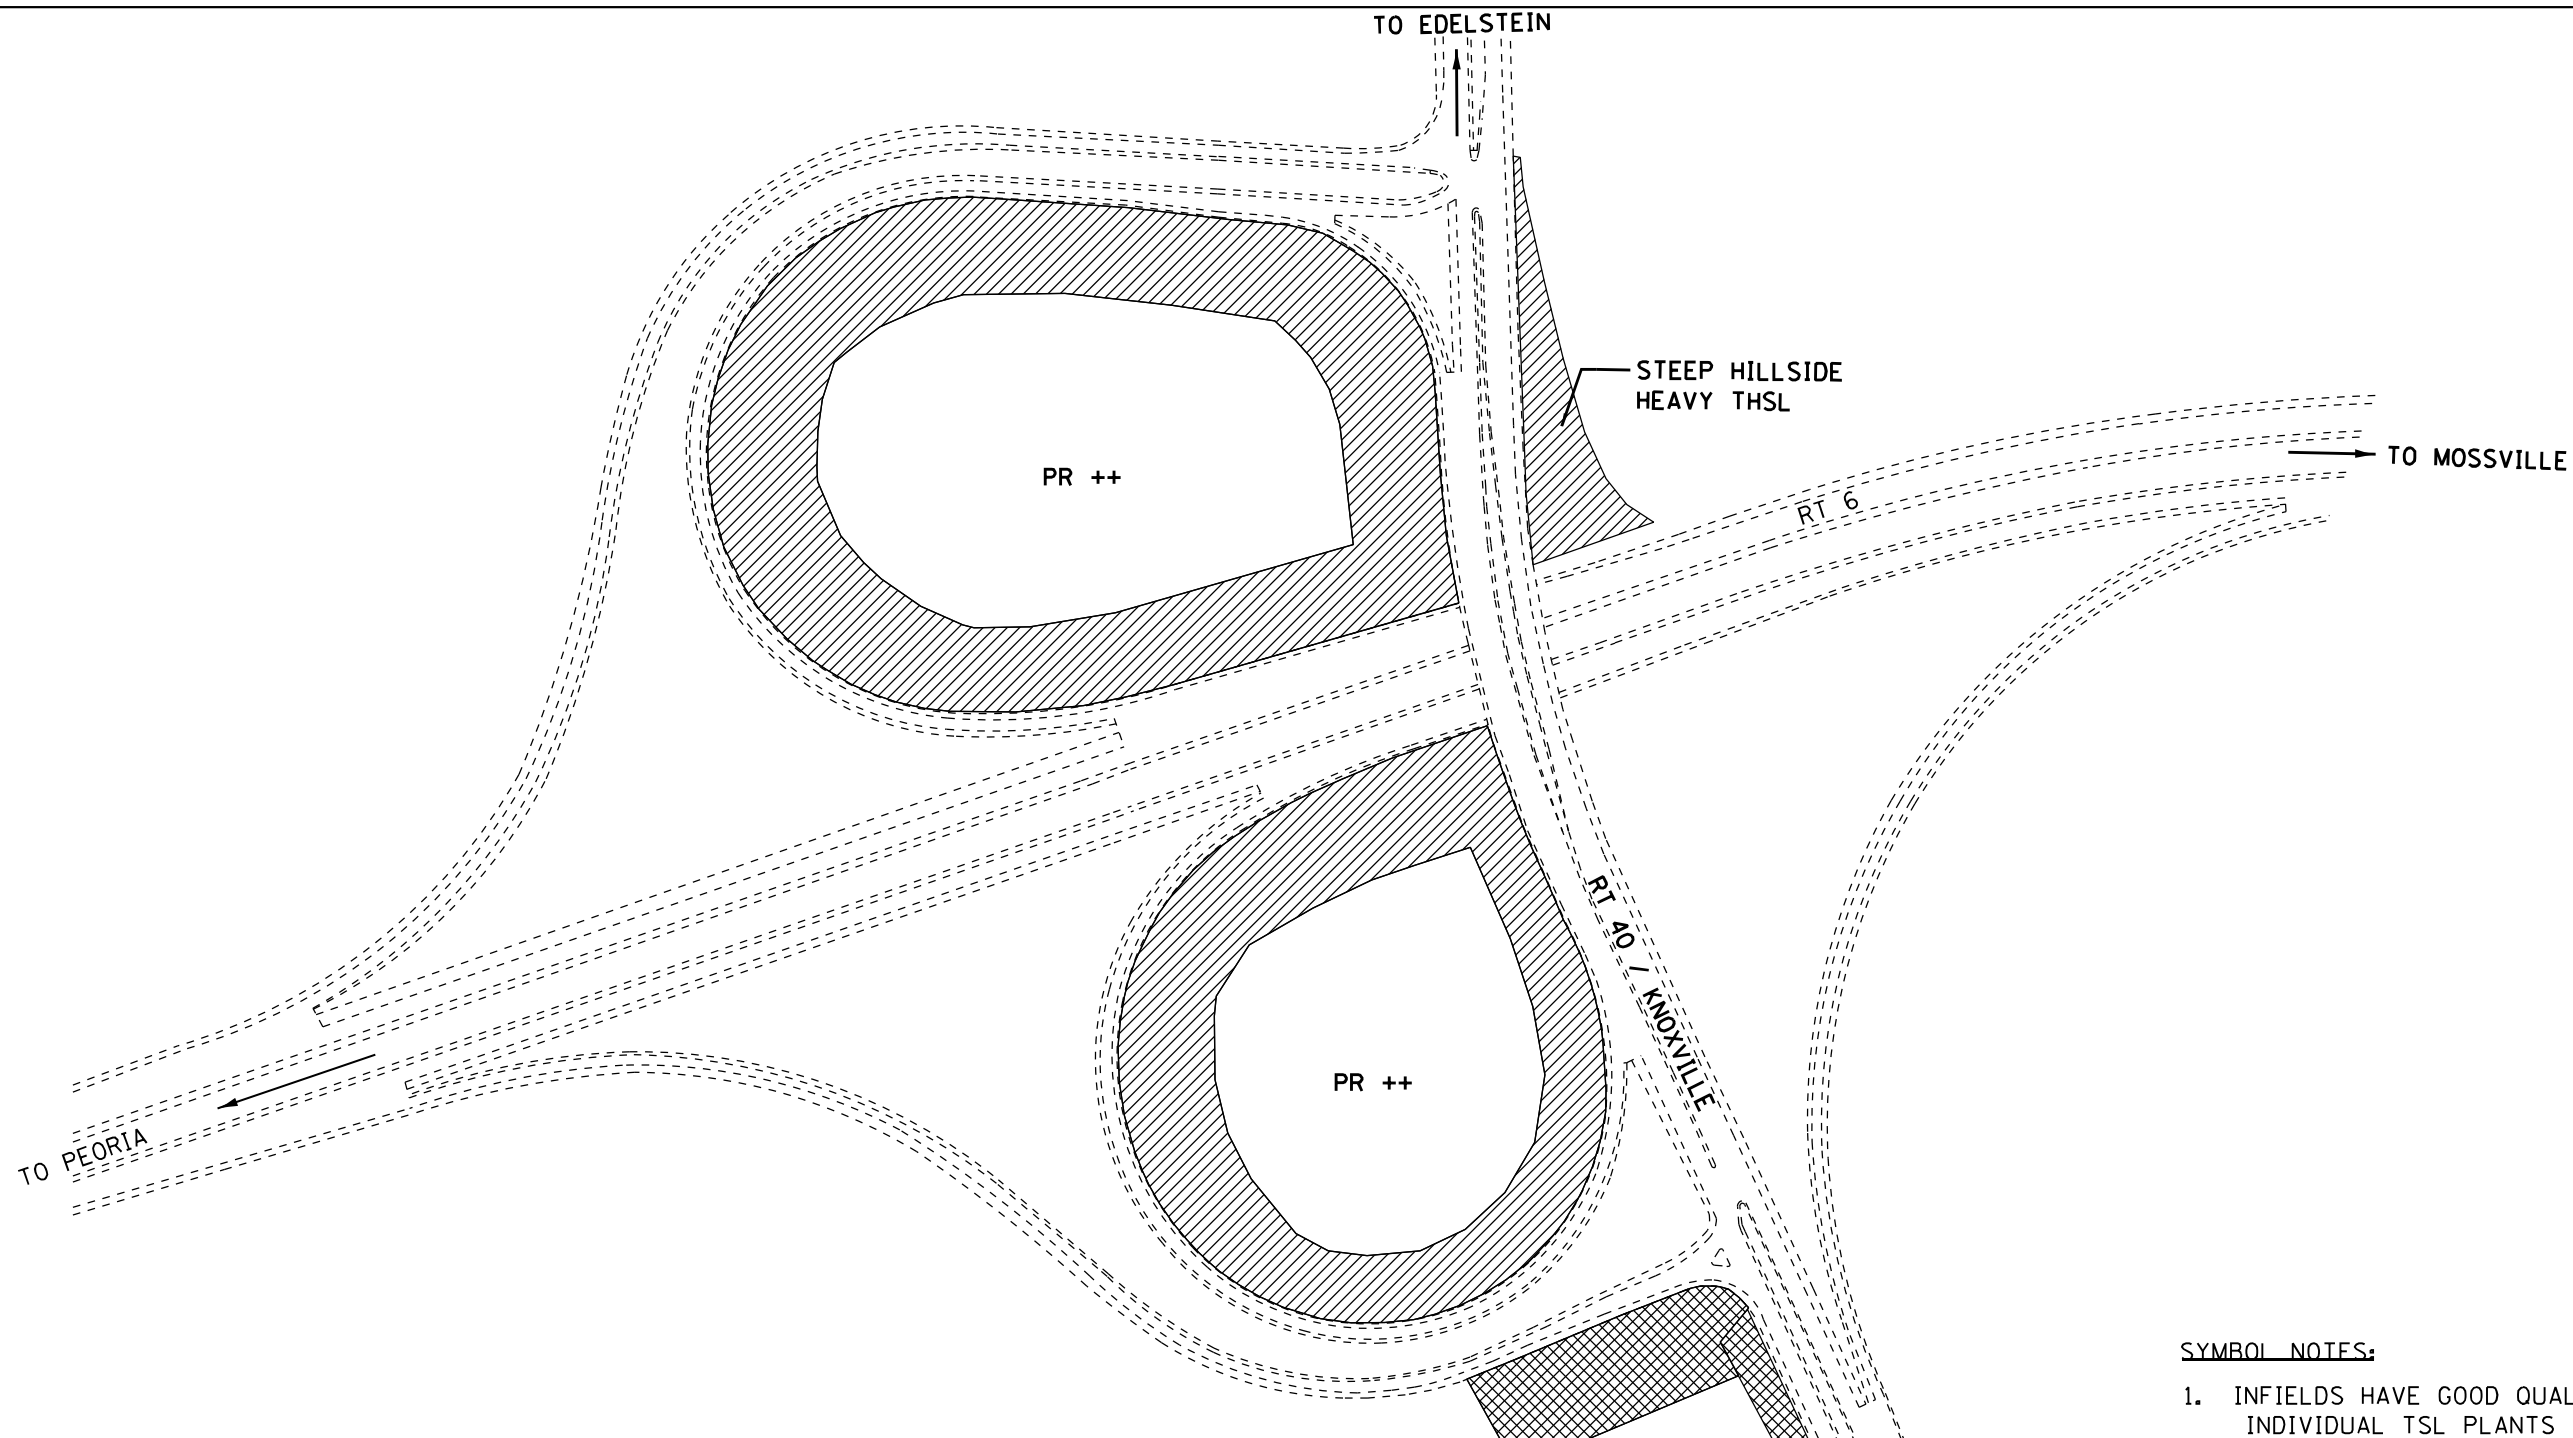 TO EDELSTEIN
STEEP HILLSIDE
HEAVY THSL
TO MOSSVILLE
RT 6
PR ++
RT 40 / KNOXVILLE
PR ++
TO PEORIA
SYMBOL NOTES:
1. INFIELDS HAVE GOOD QUAL
INDIVIDUAL TSL PLANTS